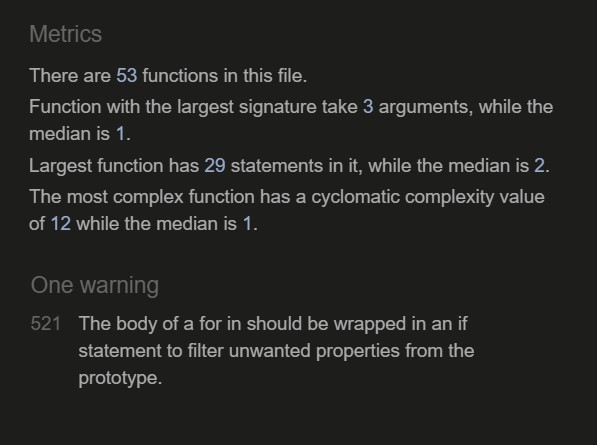 Metrics
There are 53 functions in this file.
Function with the largest signature take 3 arguments, while the
median is 1.
Largest function has 29 statements in it, while the median is 2.
The most complex function has a cyclomatic complexity value
of 12 while the median is 1.
One warning
521 The body of a for in should be wrapped in an if
statement to filter unwanted properties from the
prototype.